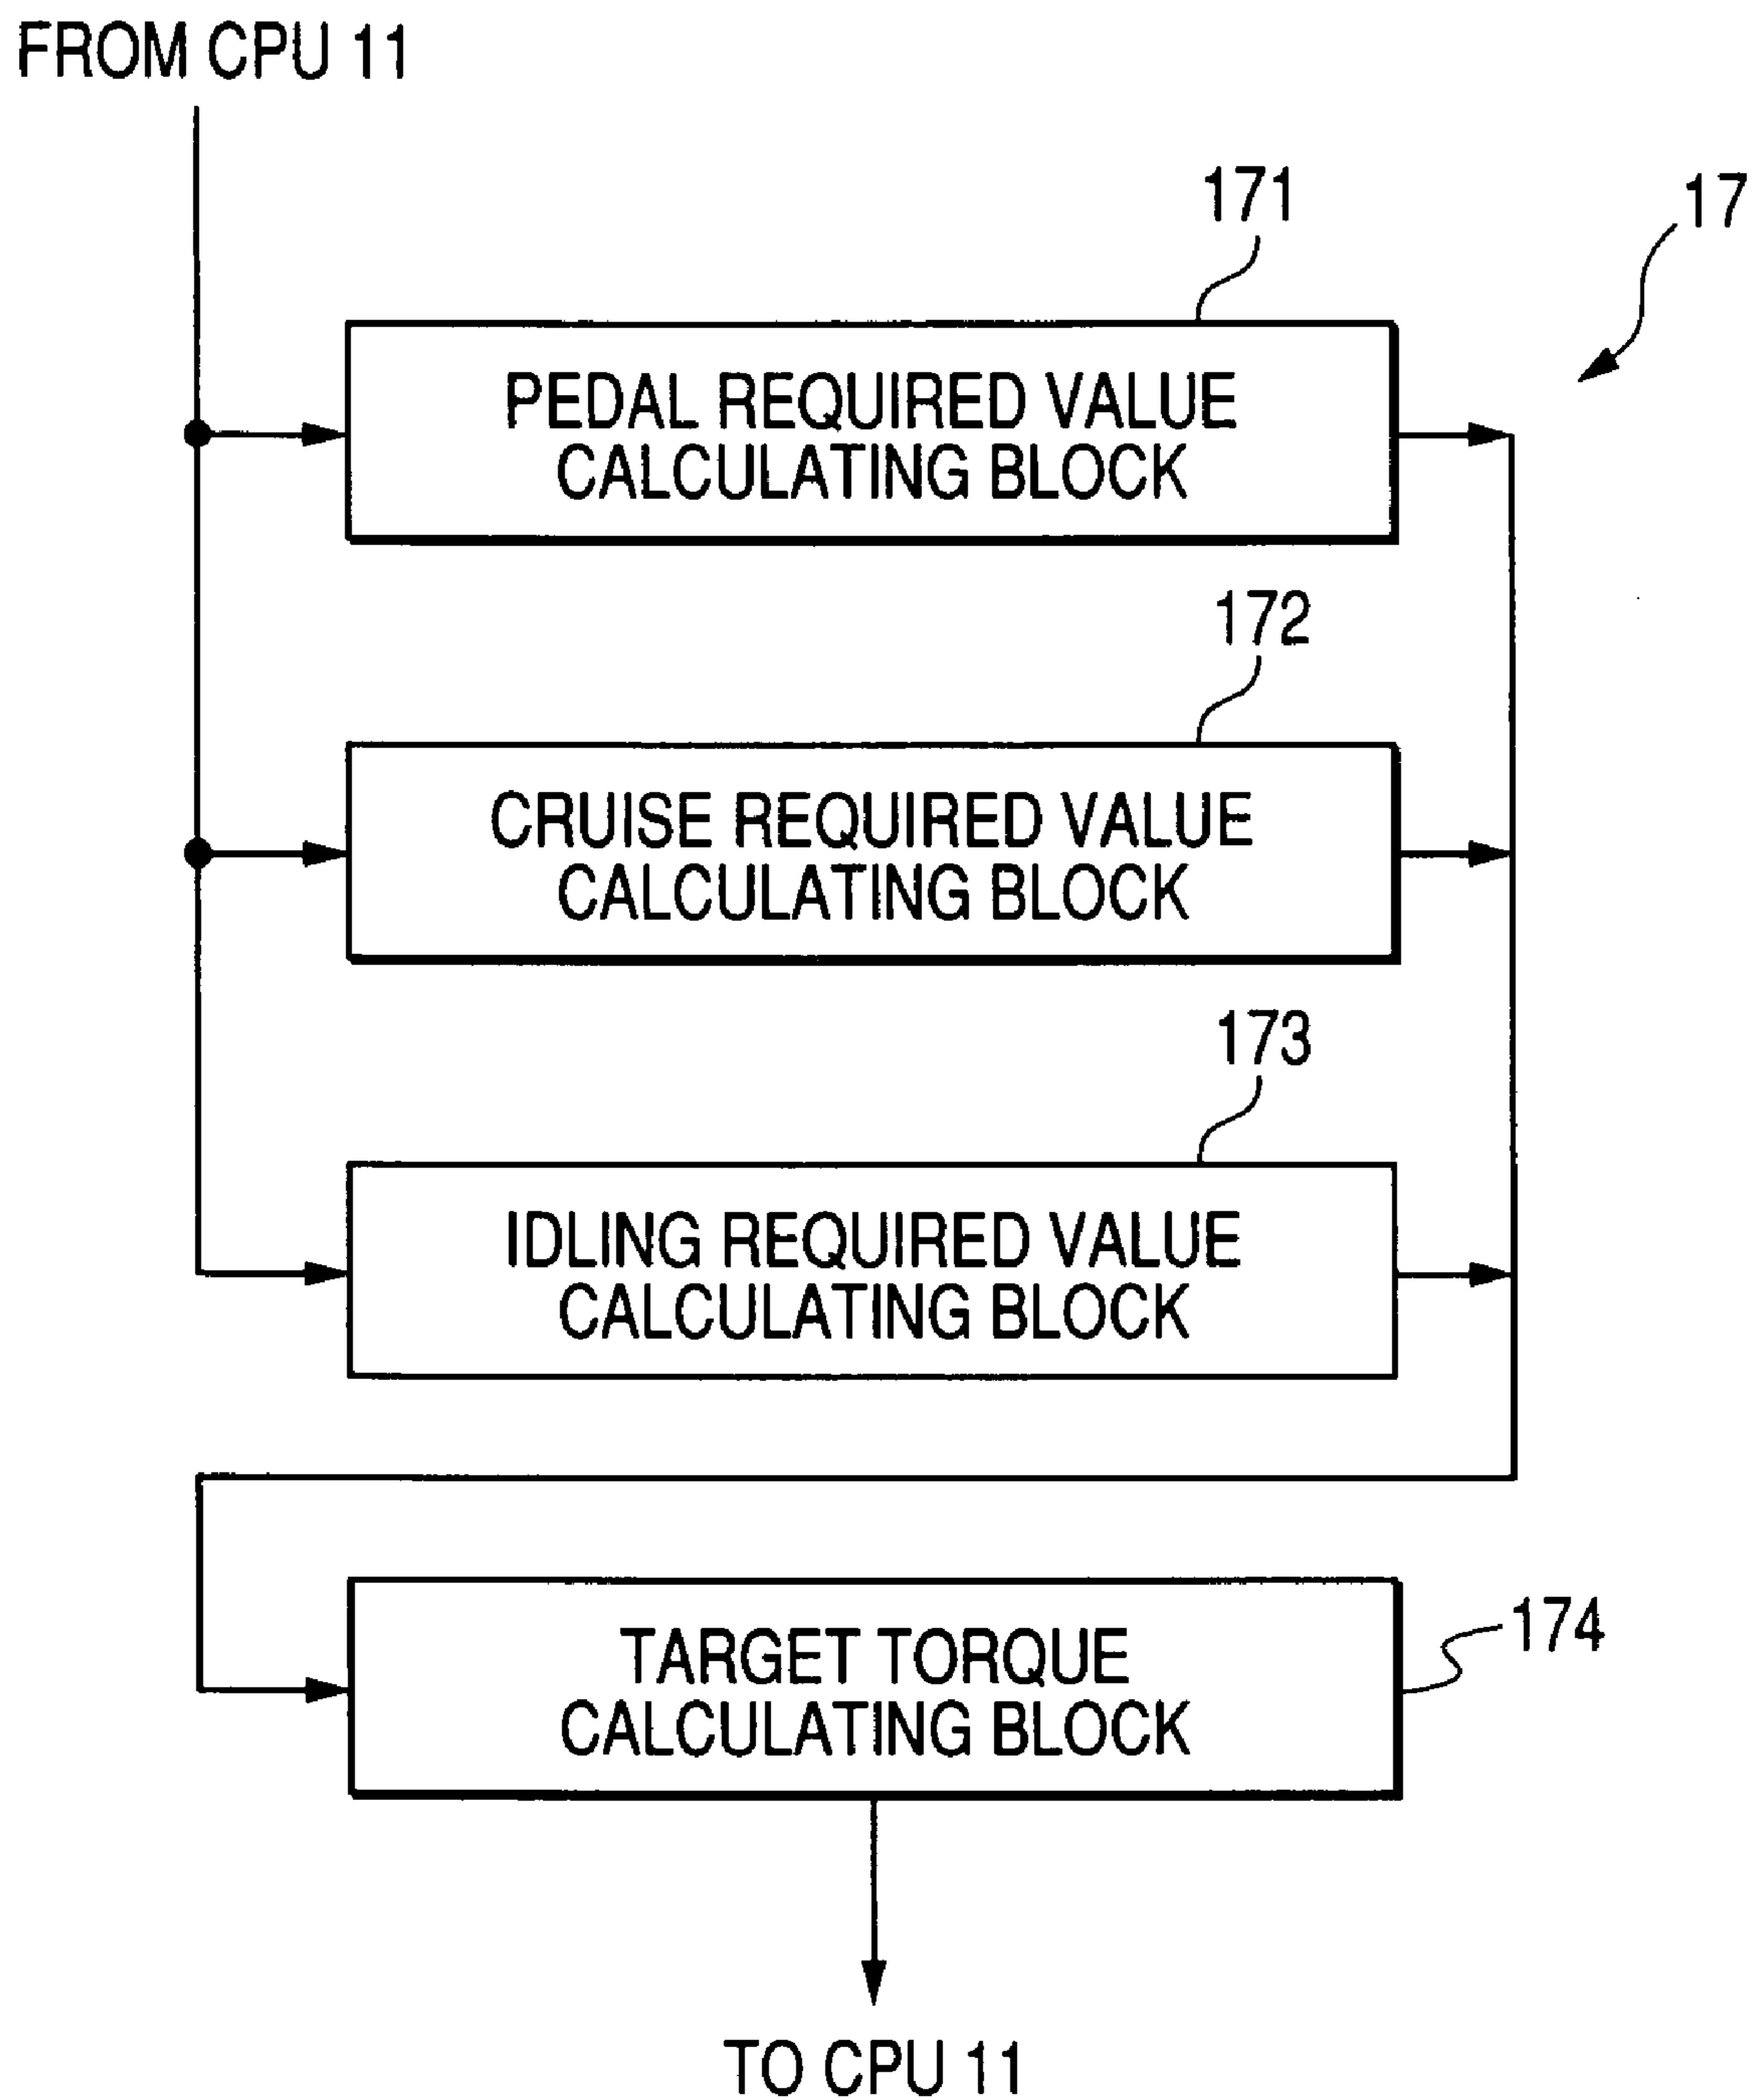 FROM CPU 11
171
17
PEDAL REQUIRED VALUE
CALCULATING BLOCK
172
CRUISE REQUIRED VALUE
CALCULATING BLOCK
173
IDLING REQUIRED VALUE
CALCULATING BLOCK
174
TARGET TORQUE
CALCULATING BLOCK
TO CPU 11